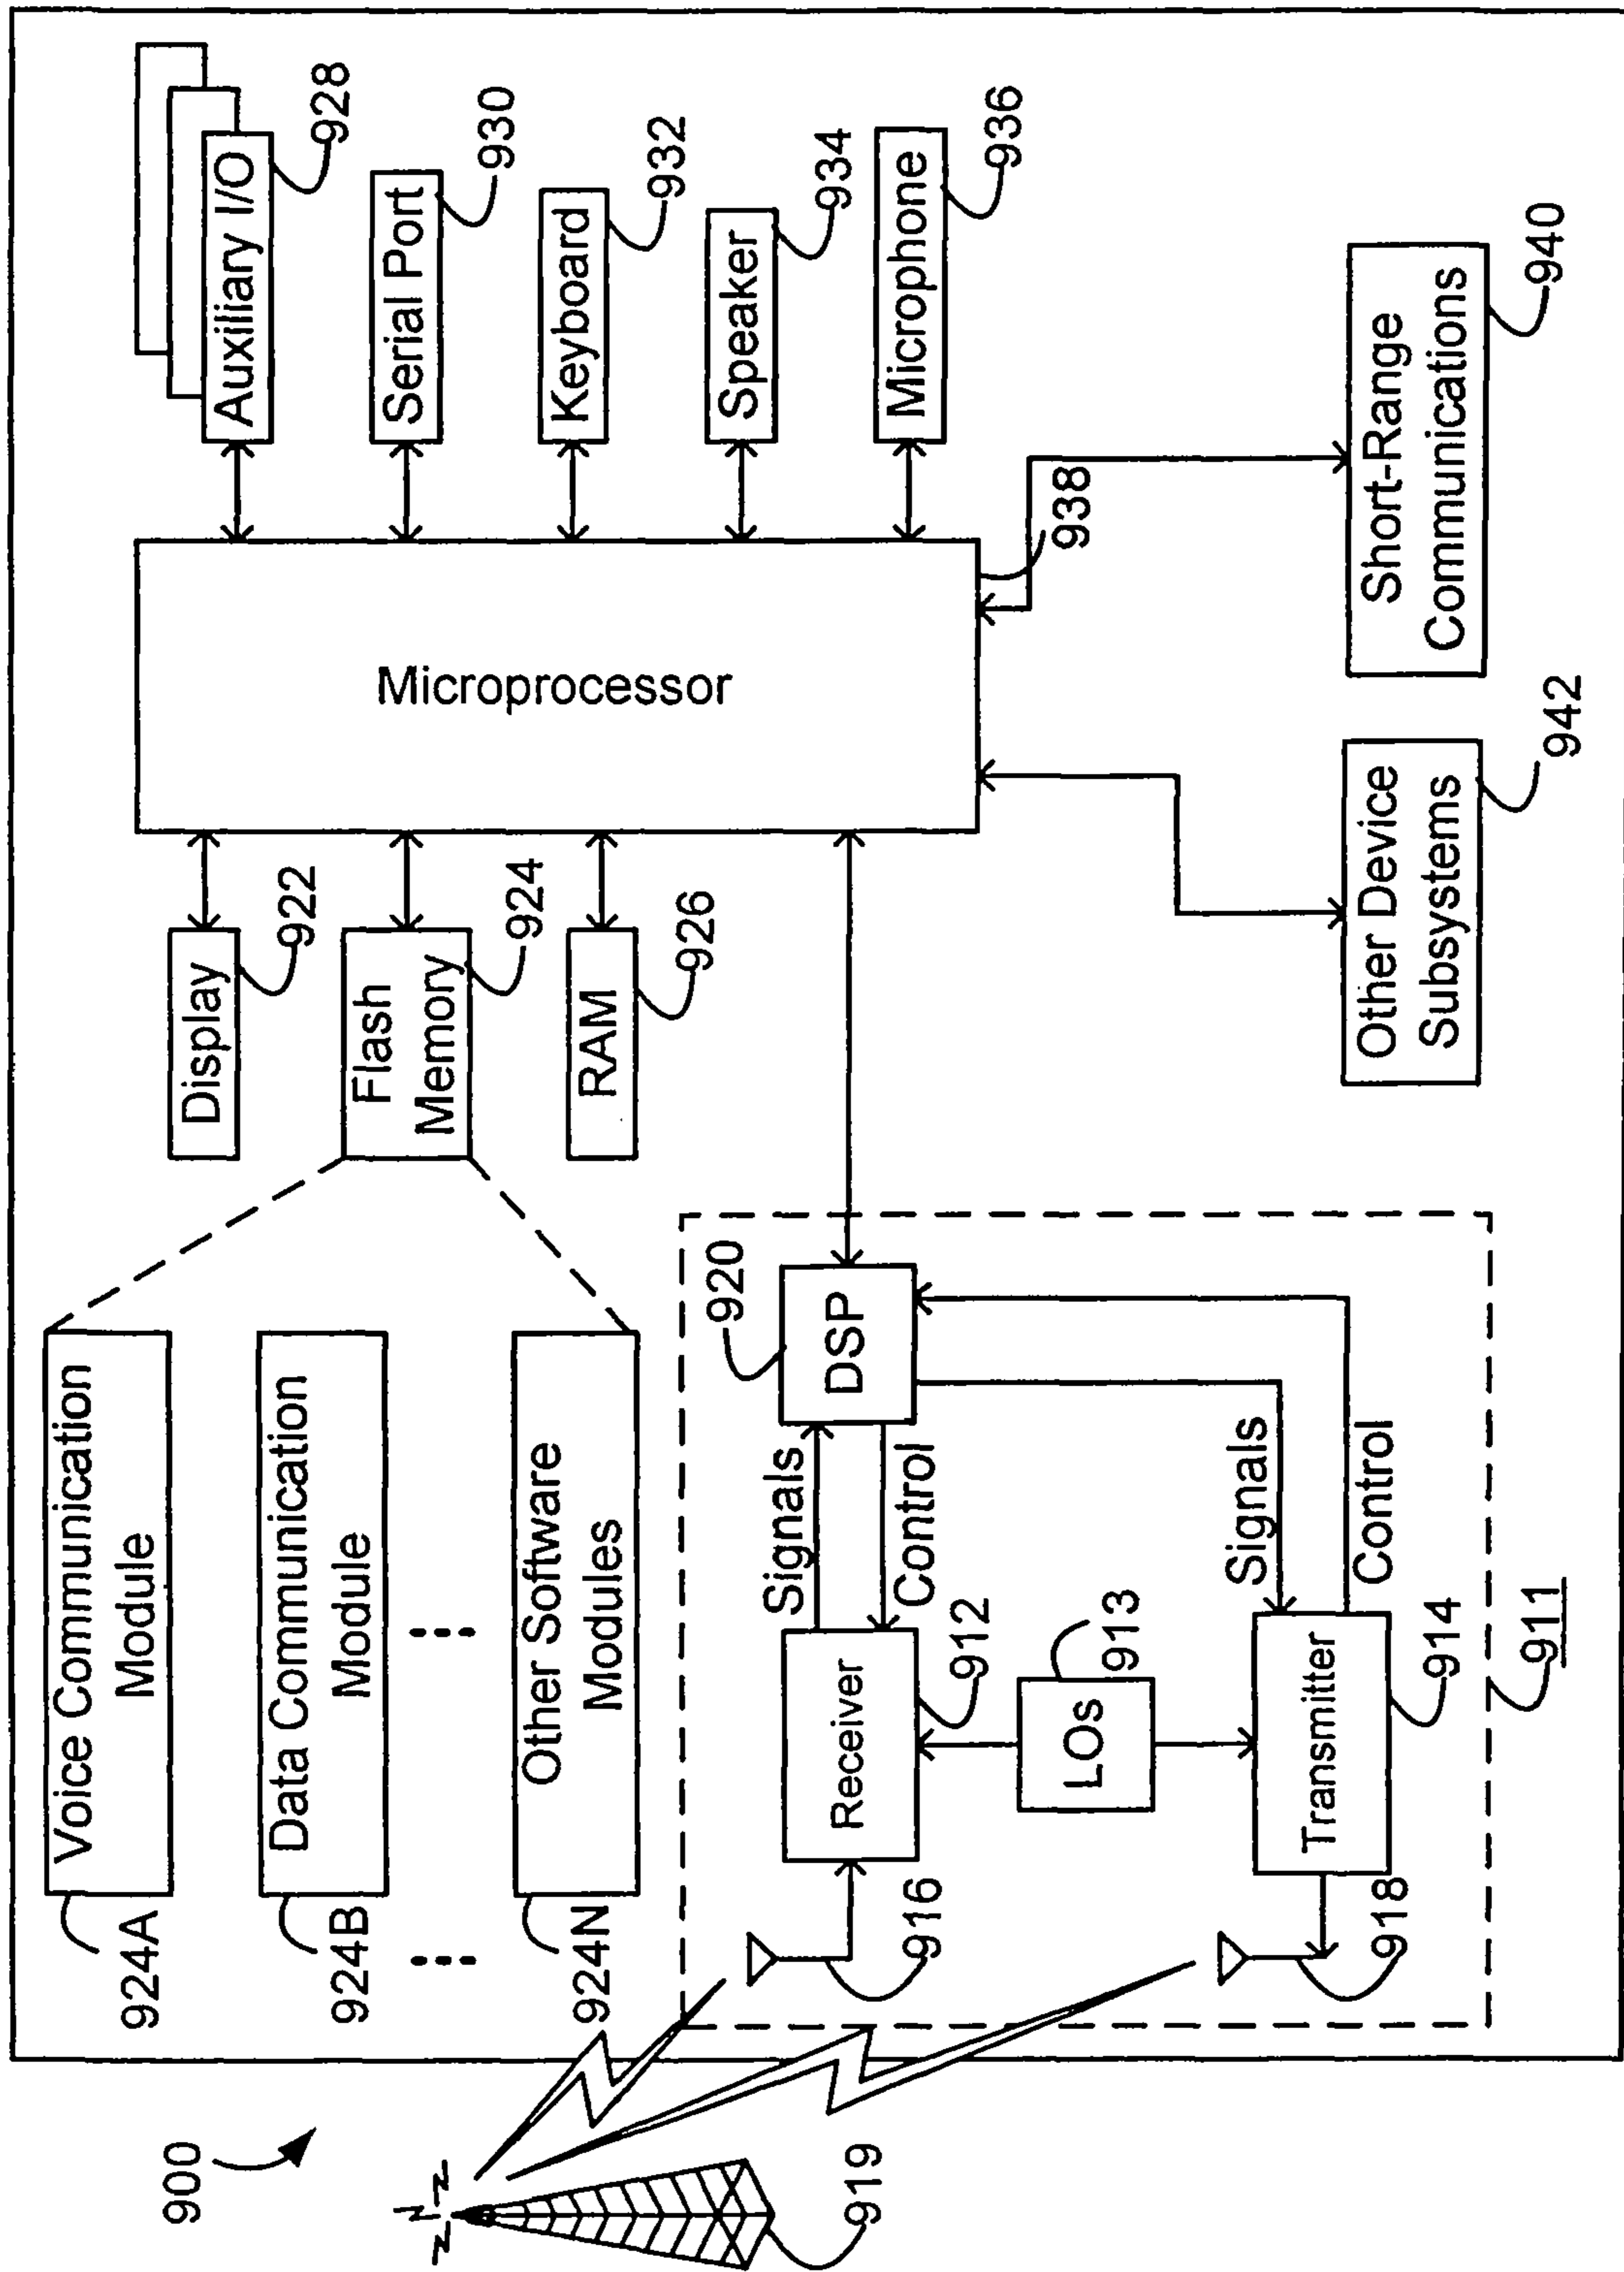 900
919
924A
Voice Communication
Module
924B
Data Communication
Module
924N
Other Software
Modules
Display
922
Flash
Memory
924
RAM
926
Microprocessor
938
Auxiliary I/O
928
Serial Port
930
Keyboard
932
Speaker
934
Microphone
936
920
DSP
Signals
Control
Receiver
912
916
LOs
913
Signals
Control
Transmitter
914
918
911
Other Device
Subsystems
942
Short-Range
Communications
940